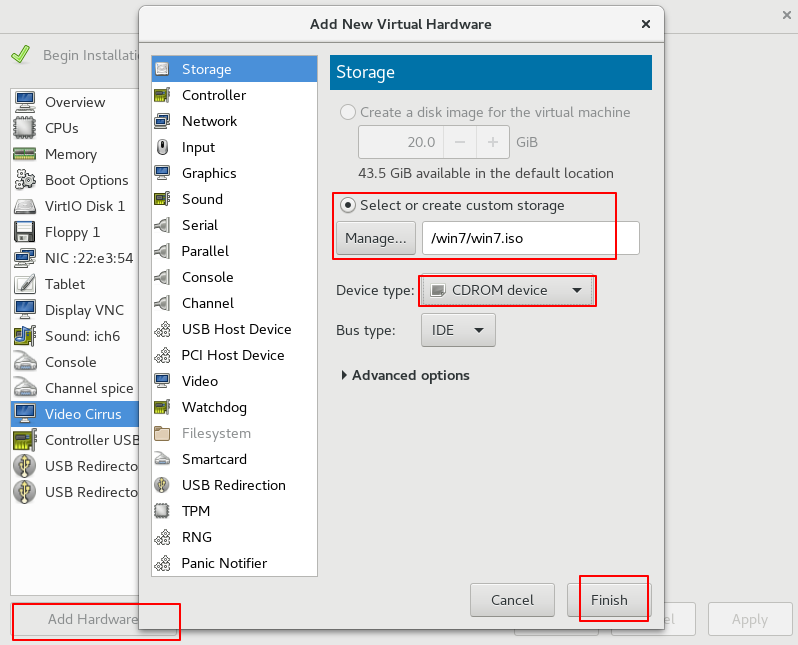 Add New Virtual Hardware
Begin Installati
Overview
CPUs
Memory
Boot Options
VirtIO Disk 1
Floppy 1
NIC :22:e3:54
Tablet
Display VNC
Sound: ich6
Console
Channel spice
Video Cirrus
Controller USB
USB Redirecto
USB Redirecto
Add Hardware
Storage
Controller
Network
Input
Graphics
Sound
Serial
Parallel
Console
Channel
USB Host Device
PCI Host Device
Video
Watchdog
Filesystem
Smartcard
USB Redirection
TPM
RNG
Panic Notifier
Storage
Create a disk image for the virtual machine
20.0 − + GiB
43.5 GiB available in the default location
Select or create custom storage
Manage... /win7/win7.iso
Device type: CDROM device
Bus type: IDE
Advanced options
Cancel Finish
el Apply